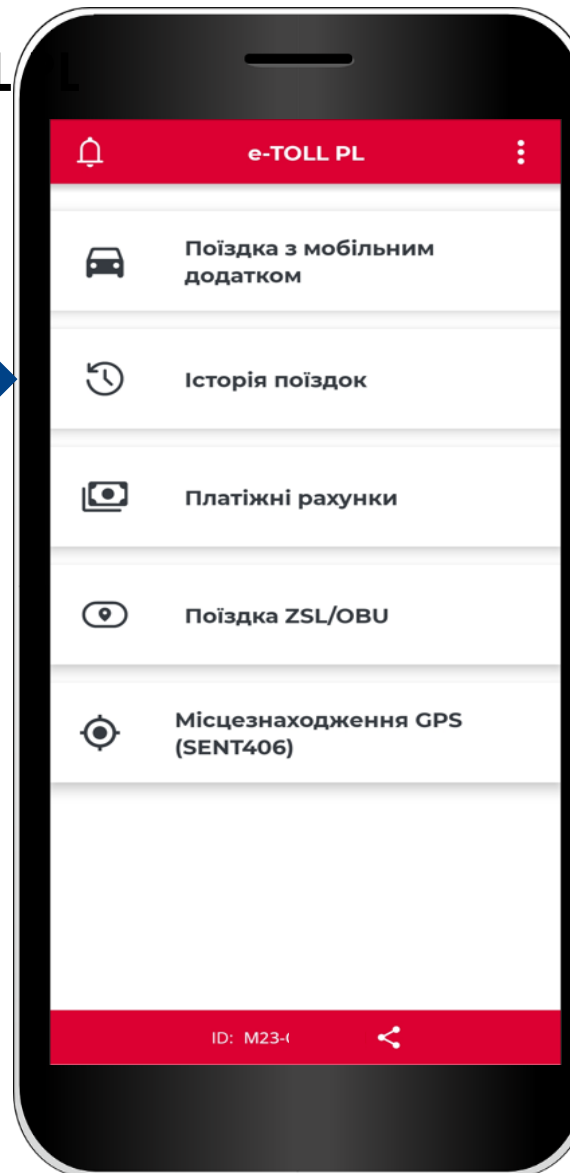 e-TOLL PL
Поїздка з мобільним
додатком
Історія поїздок
Платіжні рахунки
Поїздка ZSL/OBU
Місцезнаходження GPS
(SENT406)
ID: M23-